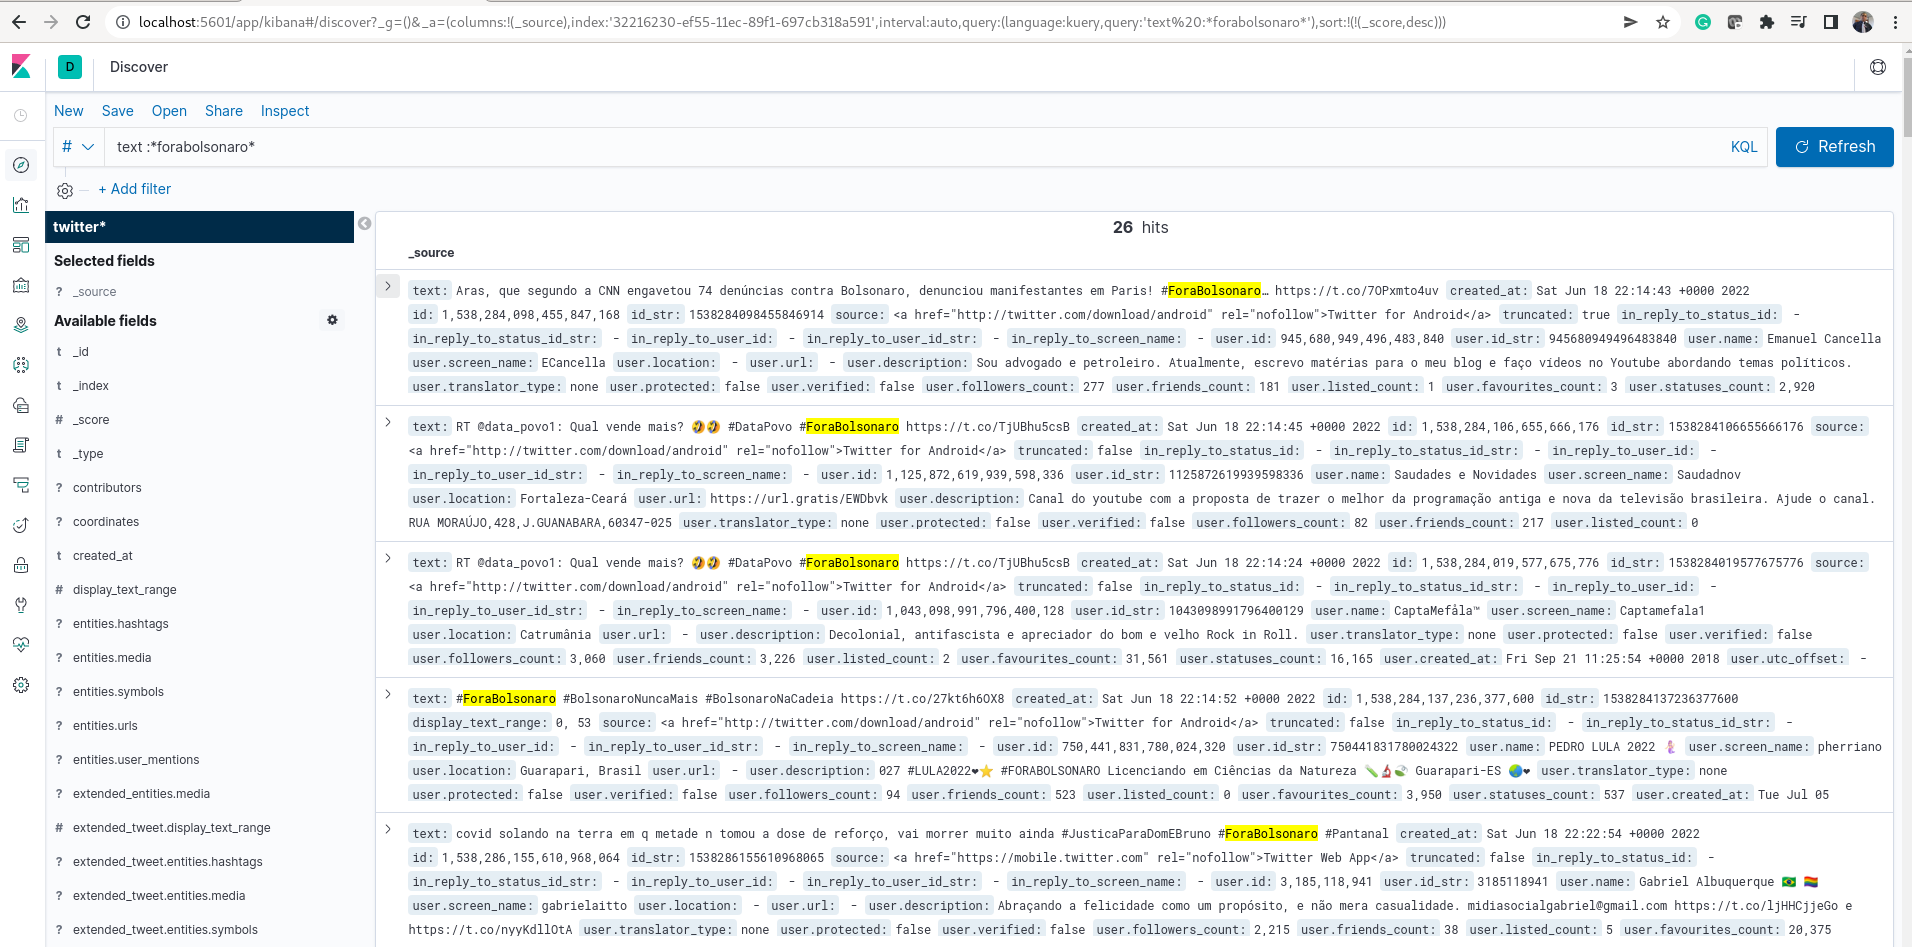 localhost:5601/app/kibana#/discover?_g=()&_a=(columns:!(_source),index:'32216230-ef55-11ec-89f1-697cb318a591',interval:auto,query:(language:kuery,query:'text%20:*forabolsonaro*'),sort:!(!(_score,desc)))
D Discover
New Save Open Share Inspect
# text :*forabolsonaro* KQL Refresh
+ Add filter
twitter*
Selected fields
? _source
Available fields
t _id
t _index
# _score
t _type
? contributors
? coordinates
t created_at
# display_text_range
? entities.hashtags
? entities.media
? entities.symbols
? entities.urls
? entities.user_mentions
? extended_entities.media
# extended_tweet.display_text_range
? extended_tweet.entities.hashtags
? extended_tweet.entities.media
? extended_tweet.entities.symbols
26 hits
_source
text: Aras, que segundo a CNN engavetou 74 denúncias contra Bolsonaro, denunciou manifestantes em Paris! #ForaBolsonaro… https://t.co/7OPxmto4uv created_at: Sat Jun 18 22:14:43 +0000 2022
id: 1,538,284,098,455,847,168 id_str: 1538284098455846914 source: <a href="http://twitter.com/download/android" rel="nofollow">Twitter for Android</a> truncated: true in_reply_to_status_id: -
in_reply_to_status_id_str: - in_reply_to_user_id: - in_reply_to_user_id_str: - in_reply_to_screen_name: - user.id: 945,680,949,496,483,840 user.id_str: 945680949496483840 user.name: Emanuel Cancella
user.screen_name: ECancella user.location: - user.url: - user.description: Sou advogado e petroleiro. Atualmente, escrevo matérias para o meu blog e faço vídeos no Youtube abordando temas políticos.
user.translator_type: none user.protected: false user.verified: false user.followers_count: 277 user.friends_count: 181 user.listed_count: 1 user.favourites_count: 3 user.statuses_count: 2,920
text: RT @data_povo1: Qual vende mais? 🤣🤣 #DataPovo #ForaBolsonaro https://t.co/TjUBhu5csB created_at: Sat Jun 18 22:14:45 +0000 2022 id: 1,538,284,106,655,666,176 id_str: 1538284106655666176 source:
<a href="http://twitter.com/download/android" rel="nofollow">Twitter for Android</a> truncated: false in_reply_to_status_id: - in_reply_to_status_id_str: - in_reply_to_user_id: -
in_reply_to_user_id_str: - in_reply_to_screen_name: - user.id: 1,125,872,619,939,598,336 user.id_str: 1125872619939598336 user.name: Saudades e Novidades user.screen_name: Saudadnov
user.location: Fortaleza-Ceará user.url: https://url.gratis/EWDbvk user.description: Canal do youtube com a proposta de trazer o melhor da programação antiga e nova da televisão brasileira. Ajude o canal.
RUA MORAÚJO,428,J.GUANABARA,60347-025 user.translator_type: none user.protected: false user.verified: false user.followers_count: 82 user.friends_count: 217 user.listed_count: 0
text: RT @data_povo1: Qual vende mais? 🤣🤣 #DataPovo #ForaBolsonaro https://t.co/TjUBhu5csB created_at: Sat Jun 18 22:14:24 +0000 2022 id: 1,538,284,019,577,675,776 id_str: 1538284019577675776 source:
<a href="http://twitter.com/download/android" rel="nofollow">Twitter for Android</a> truncated: false in_reply_to_status_id: - in_reply_to_status_id_str: - in_reply_to_user_id: -
in_reply_to_user_id_str: - in_reply_to_screen_name: - user.id: 1,043,098,991,796,400,128 user.id_str: 1043098991796400129 user.name: CaptaMefåla™ user.screen_name: Captamefala1
user.location: Catrumânia user.url: - user.description: Decolonial, antifascista e apreciador do bom e velho Rock in Roll. user.translator_type: none user.protected: false user.verified: false
user.followers_count: 3,060 user.friends_count: 3,226 user.listed_count: 2 user.favourites_count: 31,561 user.statuses_count: 16,165 user.created_at: Fri Sep 21 11:25:54 +0000 2018 user.utc_offset: -
text: #ForaBolsonaro #BolsonaroNuncaMais #BolsonaroNaCadeia https://t.co/27kt6h6OX8 created_at: Sat Jun 18 22:14:52 +0000 2022 id: 1,538,284,137,236,377,600 id_str: 1538284137236377600
display_text_range: 0, 53 source: <a href="http://twitter.com/download/android" rel="nofollow">Twitter for Android</a> truncated: false in_reply_to_status_id: - in_reply_to_status_id_str: -
in_reply_to_user_id: - in_reply_to_user_id_str: - in_reply_to_screen_name: - user.id: 750,441,831,780,024,320 user.id_str: 750441831780024322 user.name: PEDRO LULA 2022 🧜🏼‍♀️ user.screen_name: pherriano
user.location: Guarapari, Brasil user.url: - user.description: 027 #LULA2022❤⭐ #FORABOLSONARO Licenciando em Ciências da Natureza 🧪🔬🍃 Guarapari-ES 🌎❤ user.translator_type: none
user.protected: false user.verified: false user.followers_count: 94 user.friends_count: 523 user.listed_count: 0 user.favourites_count: 3,950 user.statuses_count: 537 user.created_at: Tue Jul 05
text: covid solando na terra em q metade n tomou a dose de reforço, vai morrer muito ainda #JusticaParaDomEBruno #ForaBolsonaro #Pantanal created_at: Sat Jun 18 22:22:54 +0000 2022
id: 1,538,286,155,610,968,064 id_str: 1538286155610968065 source: <a href="https://mobile.twitter.com" rel="nofollow">Twitter Web App</a> truncated: false in_reply_to_status_id: -
in_reply_to_status_id_str: - in_reply_to_user_id: - in_reply_to_user_id_str: - in_reply_to_screen_name: - user.id: 3,185,118,941 user.id_str: 3185118941 user.name: Gabriel Albuquerque 🇧🇷 🏳️‍🌈
user.screen_name: gabrielaitto user.location: - user.url: - user.description: Abraçando a felicidade como um propósito, e não mera casualidade. midiasocialgabriel@gmail.com https://t.co/ljHHCjjeGo e
https://t.co/nyyKdllOtA user.translator_type: none user.protected: false user.verified: false user.followers_count: 2,215 user.friends_count: 38 user.listed_count: 5 user.favourites_count: 20,375